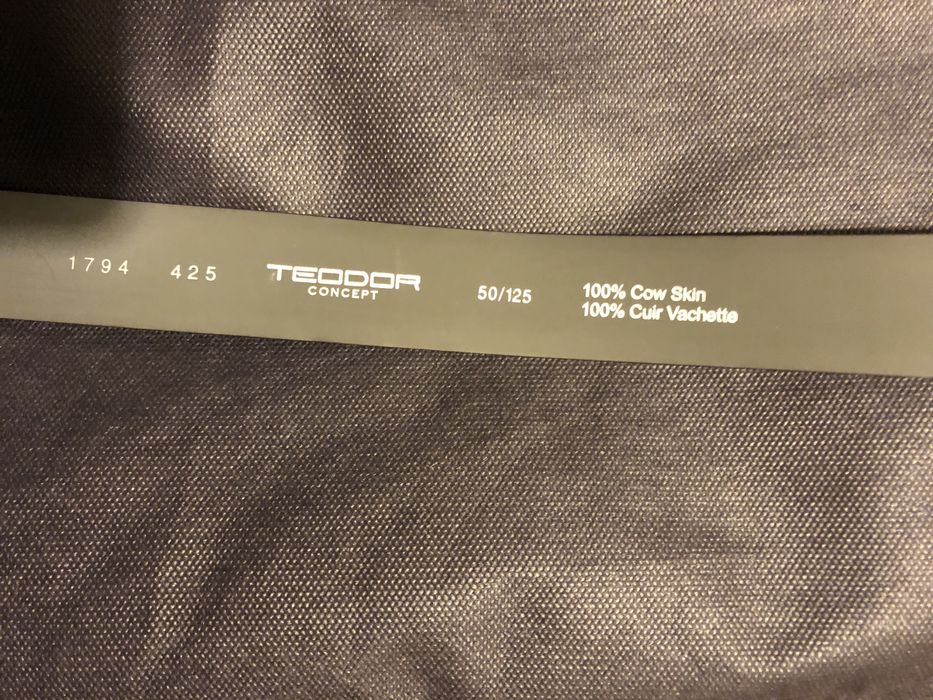 1794 425 TEODOR 50/125 100% Cow Skin
CONCEPT 100% Cuir Vachette